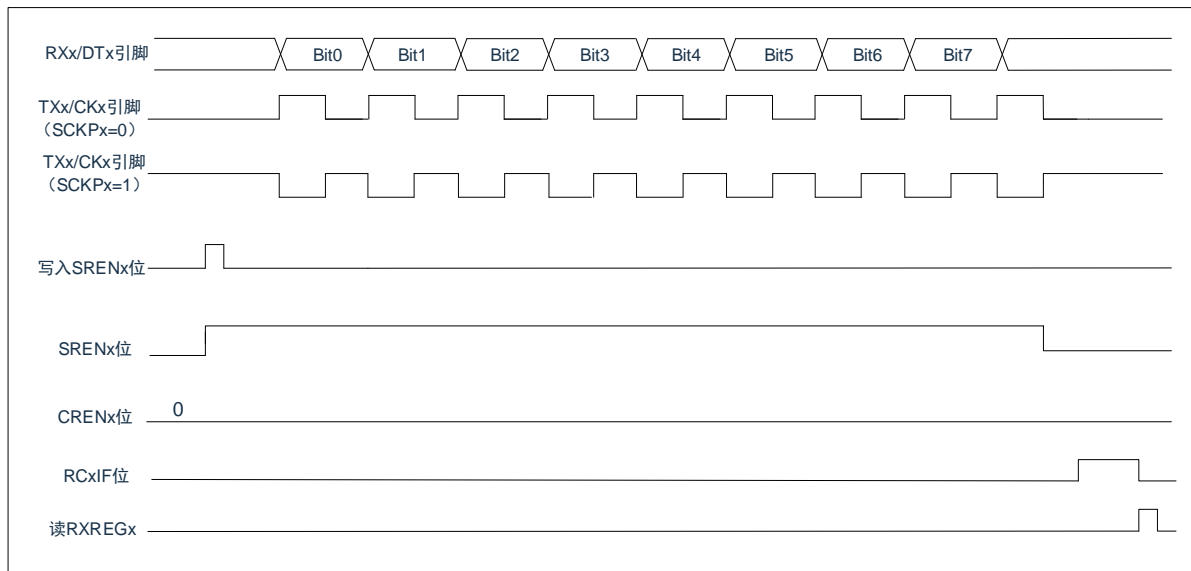 RXx/DTx引脚 Bit0 Bit1 Bit2 Bit3 Bit4 Bit5 Bit6 Bit7
TXx/CKx引脚
（SCKPx=0）
TXx/CKx引脚
（SCKPx=1）
写入SRENx位
SRENx位
CRENx位 0
RCxIF位
读RXREGx